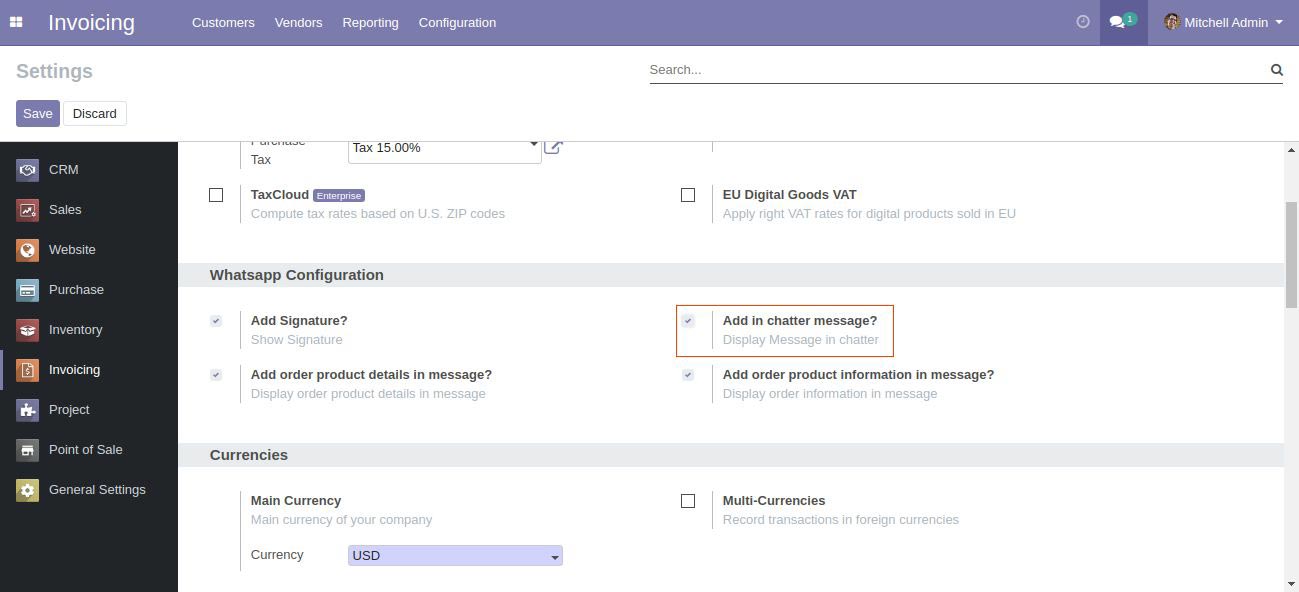 Invoicing
Customers
Vendors
Reporting
Configuration
1
Mitchell Admin
Settings
Search...
Save
Discard
CRM
Sales
Website
Purchase
Inventory
Invoicing
Project
Point of Sale
General Settings
Purchase
Tax
Tax 15.00%
TaxCloud Enterprise
Compute tax rates based on U.S. ZIP codes
EU Digital Goods VAT
Apply right VAT rates for digital products sold in EU
Whatsapp Configuration
Add Signature?
Show Signature
Add in chatter message?
Display Message in chatter
Add order product details in message?
Display order product details in message
Add order product information in message?
Display order information in message
Currencies
Main Currency
Main currency of your company
Currency
USD
Multi-Currencies
Record transactions in foreign currencies